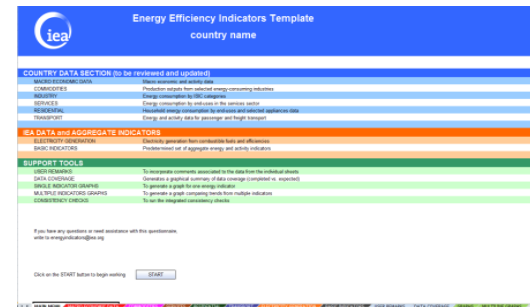 iea
Energy Efficiency Indicators Template
country name
COUNTRY DATA SECTION (to be reviewed and updated)
MACRO ECONOMIC DATA Macro economic and activity data
COMMODITIES Production outputs from selected energy-consuming industries
INDUSTRY Energy consumption by ISIC categories
SERVICES Energy consumption by end-uses in the services sector
RESIDENTIAL Household energy consumption by end-uses and selected appliances data
TRANSPORT Energy and activity data for passenger and freight transport
IEA DATA and AGGREGATE INDICATORS
ELECTRICITY GENERATION Electricity generation from combustible fuels and efficiencies
BASIC INDICATORS Predetermined set of aggregate energy and activity indicators
SUPPORT TOOLS
USER REMARKS To incorporate comments associated to the data from the individual sheets
DATA COVERAGE Generates a graphical summary of data coverage (completed vs. expected)
SINGLE INDICATOR GRAPHS To generate a graph for one energy indicator
MULTIPLE INDICATORS GRAPHS To generate a graph comparing trends from multiple indicators
CONSISTENCY CHECKS To run the integrated consistency checks
If you have any questions or need assistance with this questionnaire,
write to energyindicators@iea.org
Click on the START button to begin working START
MAIN MENU MACRO ECONOMIC DATA USER REMARKS DATA COVERAGE GRAPHS MULTIPLE GRAPHS